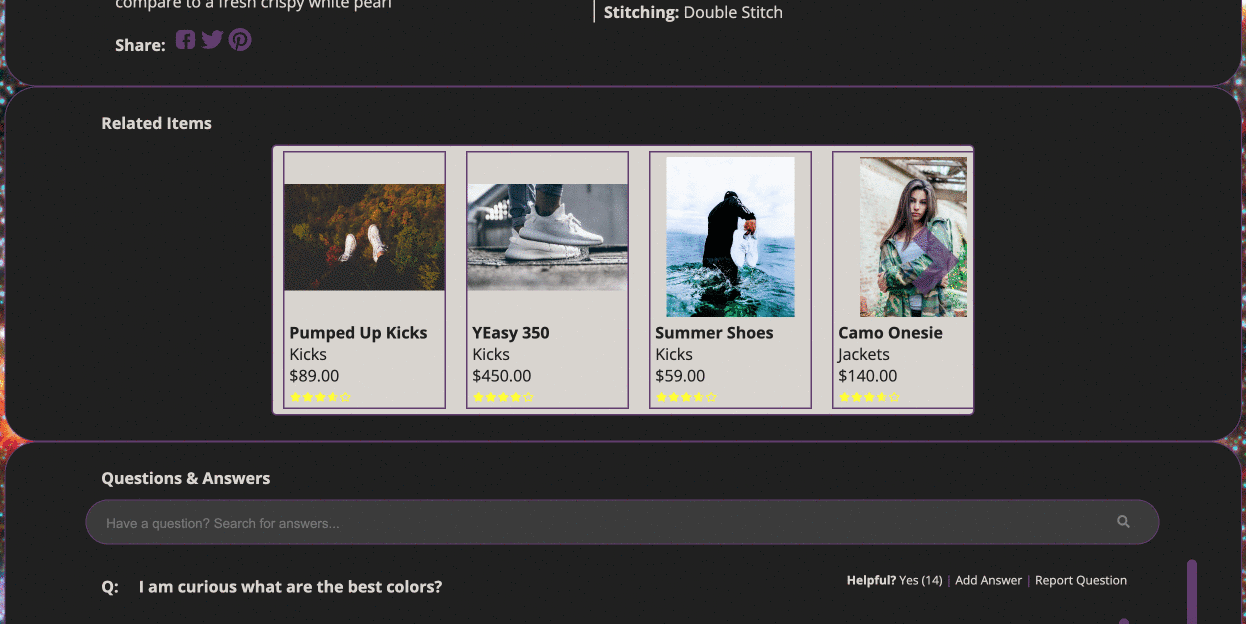 compare to a fresh crispy white pearl
Stitching: Double Stitch
Share:
Related Items
Pumped Up Kicks
Kicks
$89.00
YEasy 350
Kicks
$450.00
Summer Shoes
Kicks
$59.00
Camo Onesie
Jackets
$140.00
Questions & Answers
Have a question? Search for answers...
Q: I am curious what are the best colors?
Helpful? Yes (14) | Add Answer | Report Question